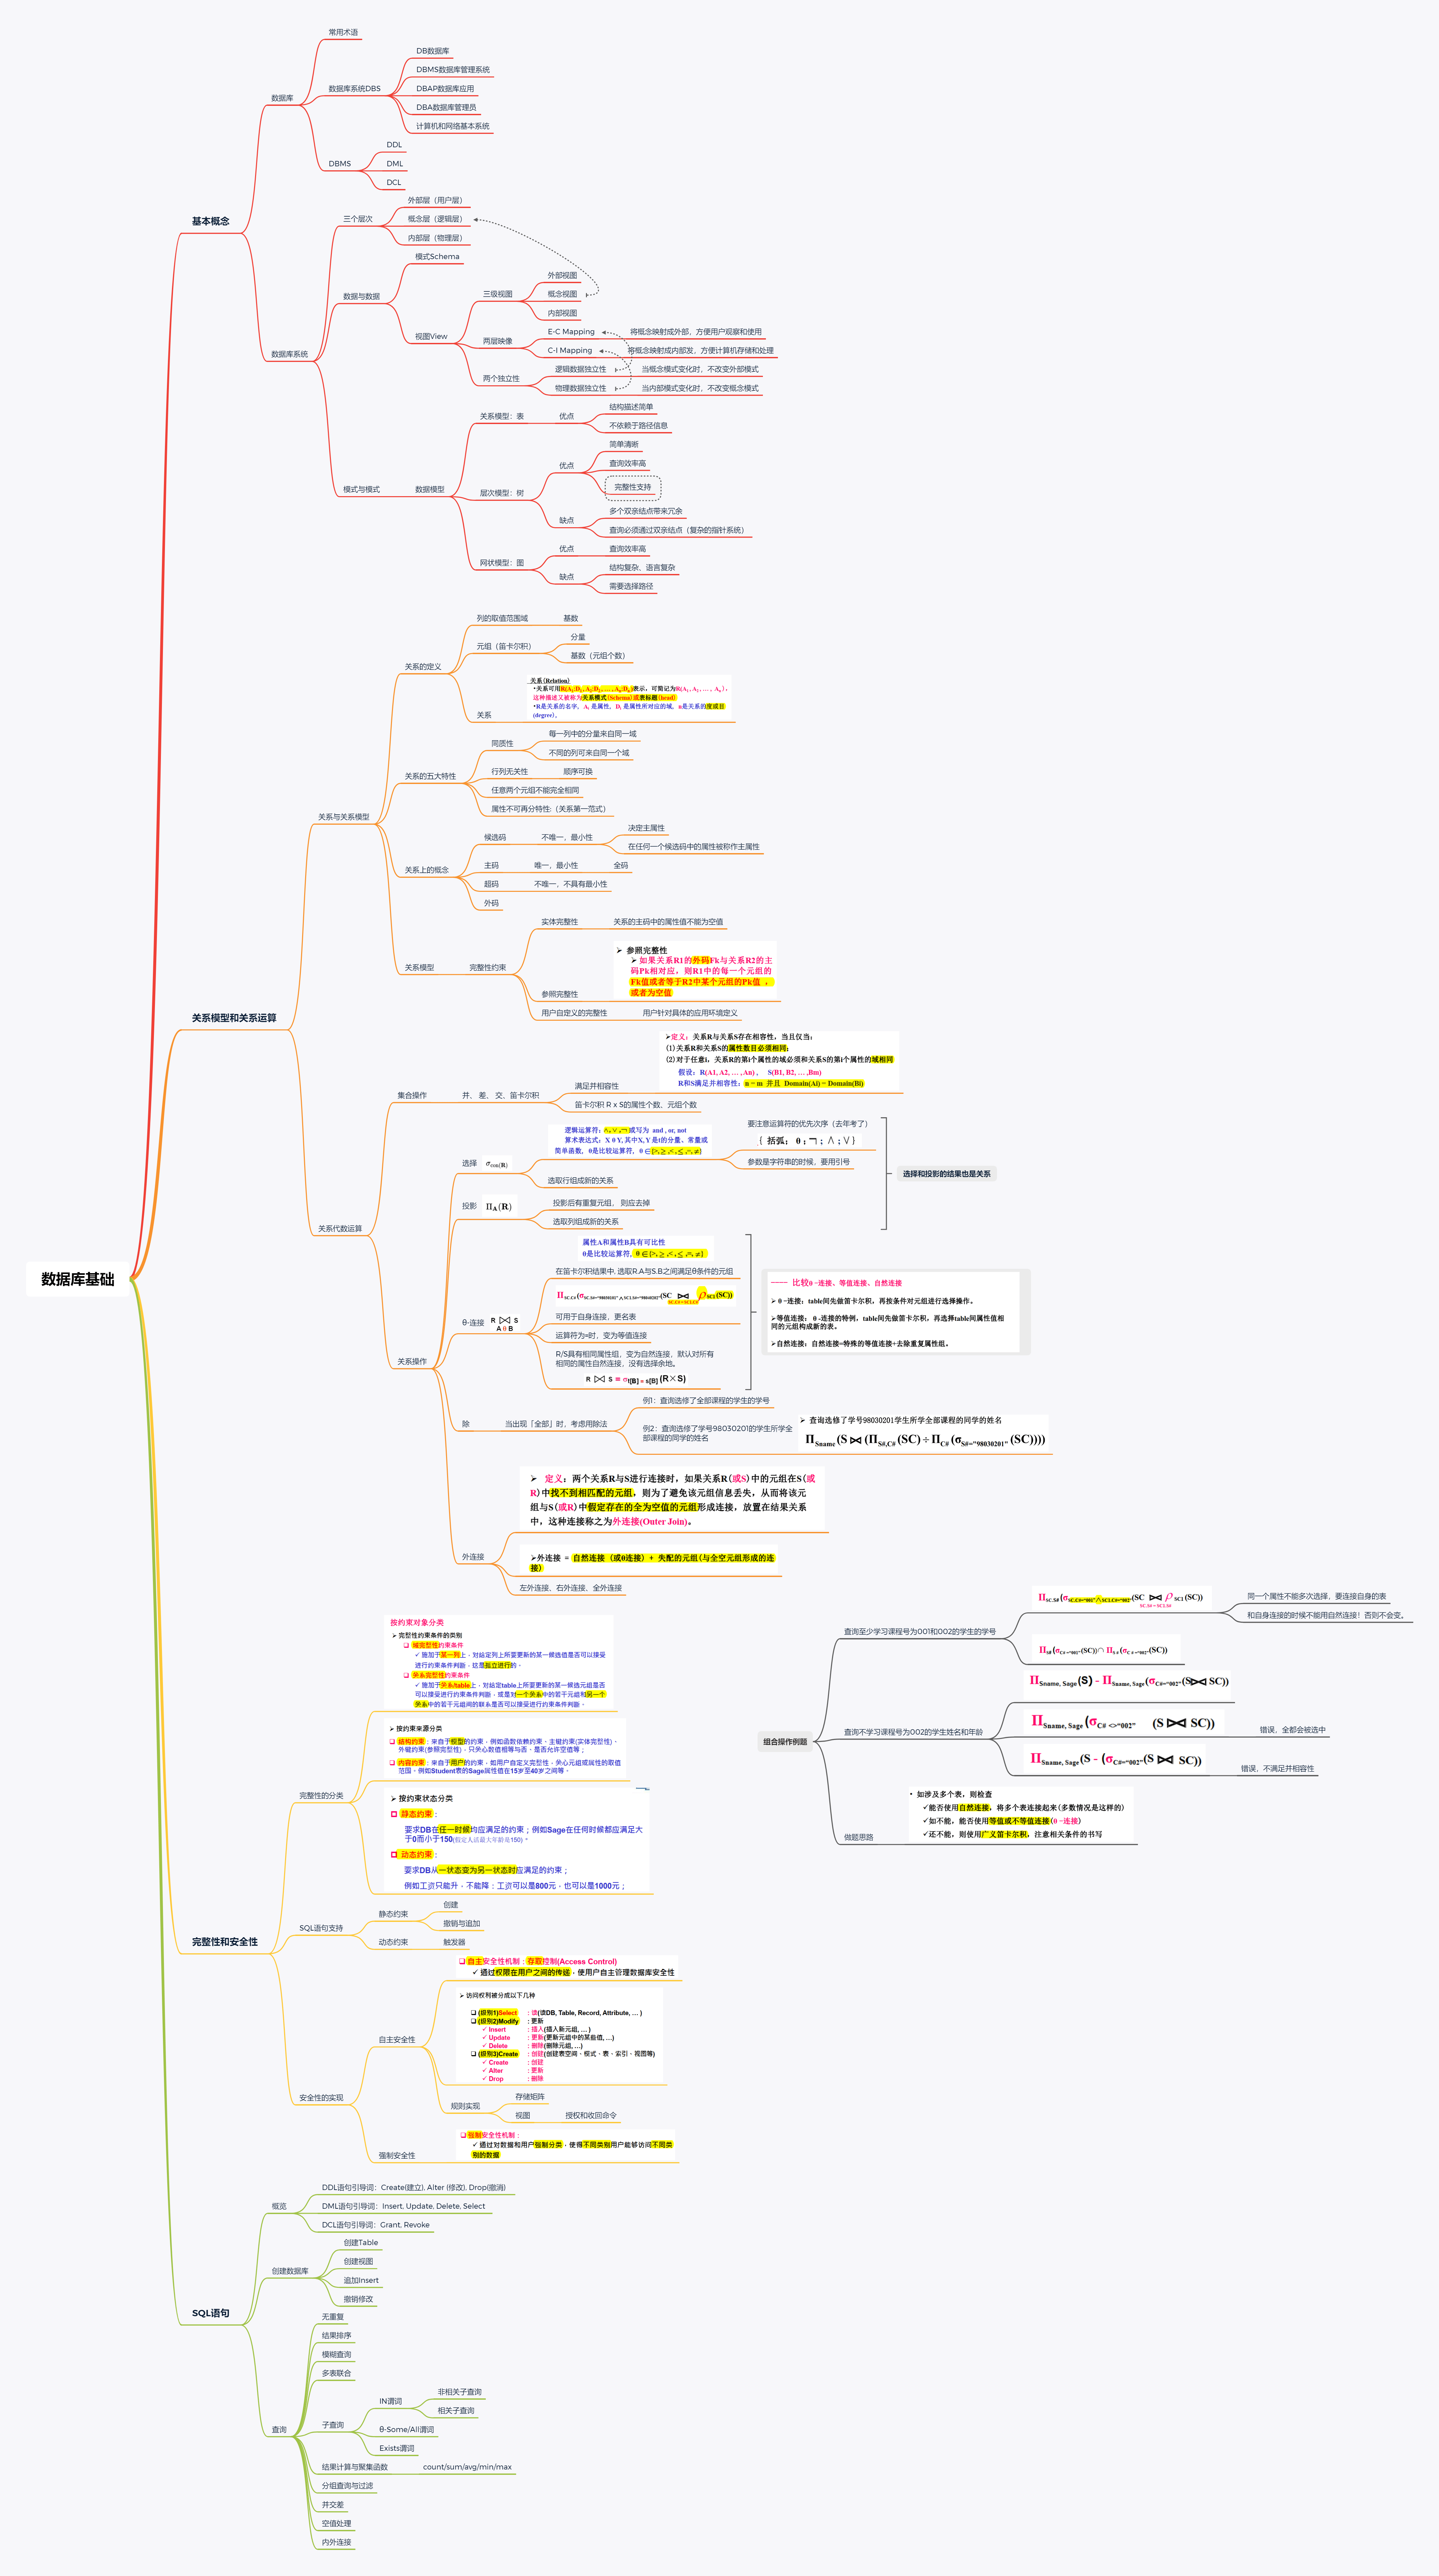 数据库基础
基本概念
数据库
常用术语
数据库系统DBS
DB数据库
DBMS数据库管理系统
DBAP数据库应用
DBA数据库管理员
计算机和网络基本系统
DBMS
DDL
DML
DCL
数据库系统
三个层次
外部层（用户层）
概念层（逻辑层）
内部层（物理层）
数据与数据
模式Schema
视图View
三级视图
外部视图
概念视图
内部视图
两层映像
E-C Mapping
将概念映射成外部，方便用户观察和使用
C-I Mapping
将概念映射成内部发，方便计算机存储和处理
两个独立性
逻辑数据独立性
当概念模式变化时，不改变外部模式
物理数据独立性
当内部模式变化时，不改变概念模式
模式与模式
数据模型
关系模型：表
优点
结构描述简单
不依赖于路径信息
层次模型：树
优点
简单清晰
查询效率高
完整性支持
缺点
多个双亲结点带来冗余
查询必须通过双亲结点（复杂的指针系统）
网状模型：图
优点
查询效率高
缺点
结构复杂、语言复杂
需要选择路径
关系模型和关系运算
关系与关系模型
关系的定义
列的取值范围域
基数
元组（笛卡尔积）
分量
基数（元组个数）
关系
关系(Relation)
•关系可用R(A1:D1 , A2:D2 , … , An:Dn)表示，可简记为R(A1 , A2 , … , An )，
这种描述又被称为关系模式(Schema)或表标题(head)
•R是关系的名字， Ai 是属性， Di 是属性所对应的域，n是关系的度或目
(degree)，
关系的五大特性
同质性
每一列中的分量来自同一域
不同的列可来自同一个域
行列无关性
顺序可换
任意两个元组不能完全相同
属性不可再分特性:（关系第一范式）
关系上的概念
候选码
不唯一，最小性
决定主属性
在任何一个候选码中的属性被称作主属性
主码
唯一，最小性
全码
超码
不唯一，不具有最小性
外码
关系模型
完整性约束
实体完整性
关系的主码中的属性值不能为空值
参照完整性
➢ 参照完整性
➢ 如果关系R1的外码Fk与关系R2的主
码Pk相对应，则R1中的每一个元组的
Fk值或者等于R2中某个元组的Pk值 ，
或者为空值
用户自定义的完整性
用户针对具体的应用环境定义
关系代数运算
集合操作
并、 差、 交、笛卡尔积
满足并相容性
➢定义：关系R与关系S存在相容性，当且仅当：
(1)关系R和关系S的属性数目必须相同;
(2)对于任意i，关系R的第i个属性的域必须和关系S的第i个属性的域相同
假设：R(A1, A2, … , An) ,  S(B1, B2, … ,Bm)
R和S满足并相容性：n = m 并且 Domain(Ai) = Domain(Bi)
笛卡尔积 R x S的属性个数、元组个数
关系操作
选择 σcon(R)
逻辑运算符：∧,∨,¬或写为 and , or, not
算术表达式：X θ Y, 其中X, Y 是t的分量、常量或
简单函数，θ是比较运算符，θ ∈{>, ≥ ,<, ≤ ,=, ≠}
要注意运算符的优先次序（去年考了）
{ 括弧； θ；¬； ∧；∨ }
参数是字符串的时候，要用引号
选取行组成新的关系
投影 ΠA(R)
投影后有重复元组， 则应去掉
选取列组成新的关系
选择和投影的结果也是关系
θ-连接 R ⋈ S
A θ B
属性A和属性B具有可比性
θ是比较运算符, θ ∈{>, ≥ ,<, ≤ ,=, ≠}
在笛卡尔积结果中, 选取R.A与S.B之间满足θ条件的元组
ΠSC.C#(σSC.S#="98030101" ∧ SC1.S#="98040202"(SC ⋈ ρSC1(SC))
SC.C#=SC1.C#
可用于自身连接，更名表
运算符为=时，变为等值连接
R/S具有相同属性组，变为自然连接，默认对所有
相同的属性自然连接，没有选择余地。
R ⋈ S = σt[B] = s[B] (R×S)
—— 比较θ-连接、等值连接、自然连接
➢ θ-连接：table间先做笛卡尔积，再按条件对元组进行选择操作。
➢等值连接： θ-连接的特例，table间先做笛卡尔积，再选择table间属性值相
同的元组构成新的表。
➢自然连接：自然连接=特殊的等值连接+去除重复属性组。
除
当出现「全部」时，考虑用除法
例1：查询选修了全部课程的学生的学号
例2：查询选修了学号98030201的学生所学全
部课程的同学的姓名
➢ 查询选修了学号98030201学生所学全部课程的同学的姓名
ΠSname (S ⋈ (ΠS#,C# (SC) ÷ ΠC# (σS#="98030201" (SC))))
外连接
➢ 定义：两个关系R与S进行连接时，如果关系R(或S)中的元组在S(或
R)中找不到相匹配的元组，则为了避免该元组信息丢失，从而将该元
组与S(或R)中假定存在的全为空值的元组形成连接，放置在结果关系
中，这种连接称之为外连接(Outer Join)。
➢外连接 = 自然连接 (或θ连接) + 失配的元组(与全空元组形成的连
接)
左外连接、右外连接、全外连接
组合操作例题
查询至少学习课程号为001和002的学生的学号
ΠSC.S# (σSC.C#="001"∧SC1.C#="002"(SC ⋈ ρSC1 (SC))
SC.S# = SC1.S#
同一个属性不能多次选择，要连接自身的表
和自身连接的时候不能用自然连接！否则不会变。
ΠS#(σC# ="001"(SC)) ∩ ΠS #(σC# ="002"(SC))
查询不学习课程号为002的学生姓名和年龄
ΠSname, Sage (S) - ΠSname, Sage(σC#="002"(S⋈ SC))
ΠSname, Sage (σC# <>"002" (S ⋈ SC))
错误，全都会被选中
ΠSname, Sage(S - (σC#="002"(S ⋈ SC))
错误，不满足并相容性
做题思路
• 如涉及多个表，则检查
✓能否使用自然连接，将多个表连接起来(多数情况是这样的)
✓如不能，能否使用等值或不等值连接(θ-连接)
✓还不能，则使用广义笛卡尔积，注意相关条件的书写
完整性和安全性
完整性的分类
按约束对象分类
➢ 完整性约束条件的类别
❑ 域完整性约束条件
✓ 施加于某一列上，对给定列上所要更新的某一候选值是否可以接受
进行约束条件判断，这是孤立进行的。
❑ 关系完整性约束条件
✓ 施加于关系/table上，对给定table上所要更新的某一候选元组是否
可以接受进行约束条件判断，或是对一个关系中的若干元组和另一个
关系中的若干元组间的联系是否可以接受进行约束条件判断。
➢ 按约束来源分类
❑ 结构约束：来自于模型的约束，例如函数依赖约束、主键约束(实体完整性)、
外键约束(参照完整性)，只关心数值相等与否、是否允许空值等；
❑ 内容约束：来自于用户的约束，如用户自定义完整性，关心元组或属性的取值
范围。例如Student表的Sage属性值在15岁至40岁之间等。
➢ 按约束状态分类
❑ 静态约束：
要求DB在任一时候均应满足的约束；例如Sage在任何时候都应满足大
于0而小于150(假定人活最大年龄是150)。
❑ 动态约束：
要求DB从一状态变为另一状态时应满足的约束；
例如工资只能升，不能降：工资可以是800元，也可以是1000元；
SQL语句支持
静态约束
创建
撤销与追加
动态约束
触发器
安全性的实现
自主安全性
❑ 自主安全性机制：存取控制(Access Control)
✓ 通过权限在用户之间的传递，使用户自主管理数据库安全性
➢ 访问权利被分成以下几种
❑ (级别1)Select ：读(读DB, Table, Record, Attribute, … )
❑ (级别2)Modify ：更新
✓ Insert ：插入(插入新元组, … )
✓ Update ：更新(更新元组中的某些值, …)
✓ Delete ：删除(删除元组, …)
❑ (级别3)Create ：创建(创建表空间、模式、表、索引、视图等)
✓ Create ：创建
✓ Alter ：更新
✓ Drop ：删除
规则实现
存储矩阵
视图
授权和收回命令
强制安全性
❑ 强制安全性机制：
✓ 通过对数据和用户强制分类，使得不同类别用户能够访问不同类
别的数据
SQL语句
概览
DDL语句引导词：Create(建立), Alter (修改), Drop(撤消)
DML语句引导词：Insert, Update, Delete, Select
DCL语句引导词：Grant, Revoke
创建数据库
创建Table
创建视图
追加Insert
撤销修改
查询
无重复
结果排序
模糊查询
多表联合
子查询
IN谓词
非相关子查询
相关子查询
θ-Some/All谓词
Exists谓词
结果计算与聚集函数
count/sum/avg/min/max
分组查询与过滤
并交差
空值处理
内外连接